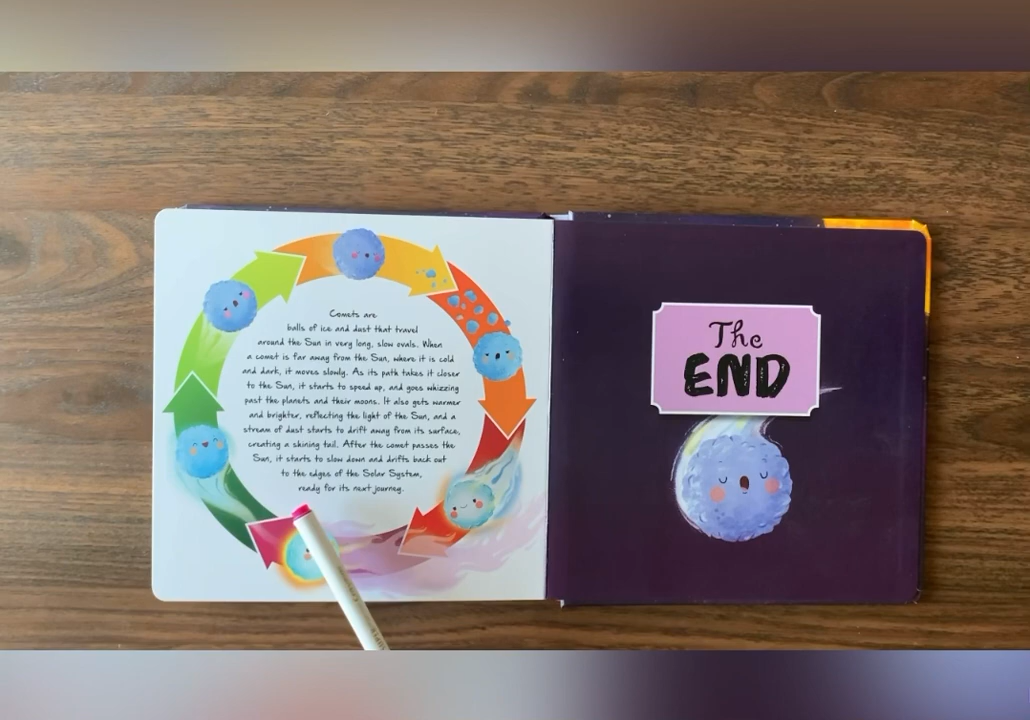 Comets are
balls of ice and dust that travel
around the Sun in very long, slow ovals. When
a comet is far away from the Sun, where it is cold
and dark, it moves slowly. As its path takes it closer
to the Sun, it starts to speed up, and goes whizzing
past the planets and their moons. It also gets warmer
and brighter, reflecting the light of the Sun, and a
stream of dust starts to drift away from its surface,
creating a shining tail. After the comet passes the
Sun, it starts to slow down and drifts back out
to the edges of the Solar System,
ready for its next journey.
The
END